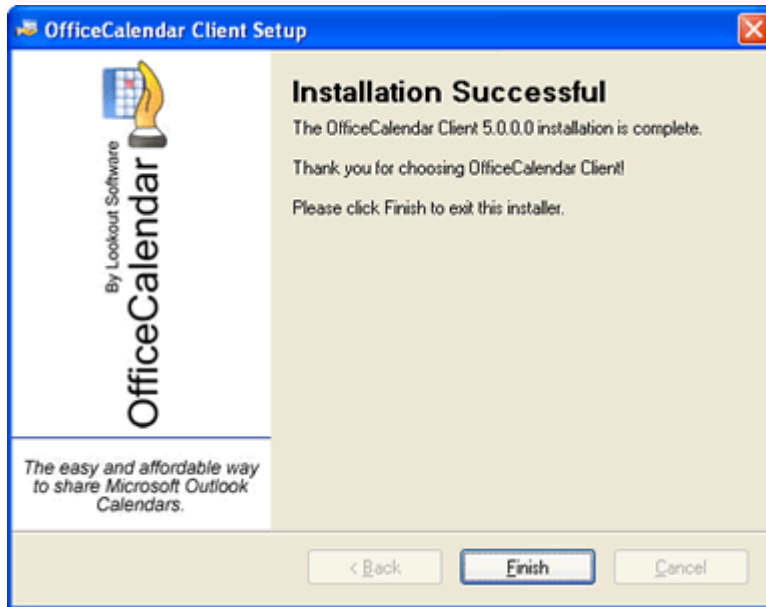 OfficeCalendar Client Setup
By Lookout Software
OfficeCalendar
The easy and affordable way
to share Microsoft Outlook
Calendars.
Installation Successful
The OfficeCalendar Client 5.0.0.0 installation is complete.
Thank you for choosing OfficeCalendar Client!
Please click Finish to exit this installer.
< Back
Finish
Cancel